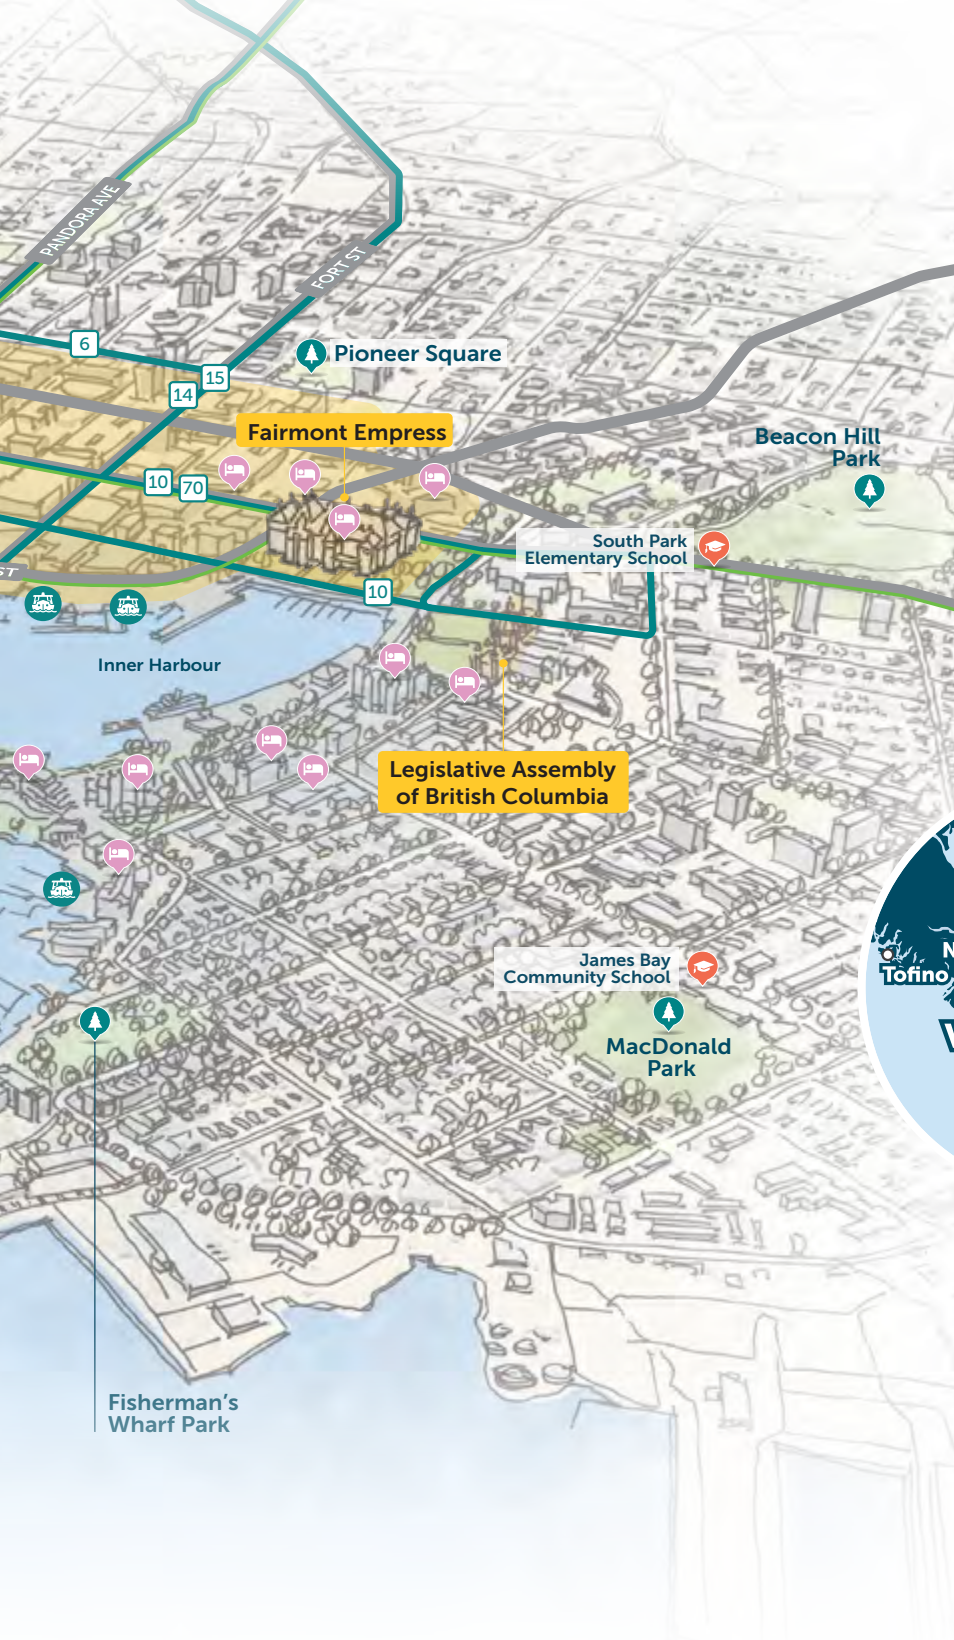 PANDORA AVE
FORT ST
6
Pioneer Square
15
14
Fairmont Empress
Beacon Hill
Park
10
70
South Park
Elementary School
ST
10
Inner Harbour
Legislative Assembly
of British Columbia
James Bay
Community School
N
Tofino
MacDonald
Park
Fisherman's
Wharf Park